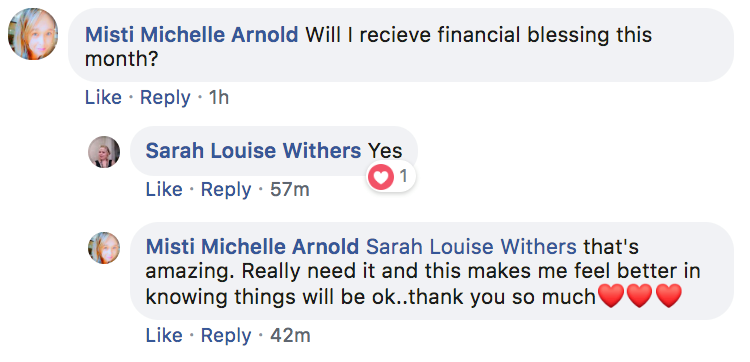 Misti Michelle Arnold Will I recieve financial blessing this
month?
Like · Reply · 1h
Sarah Louise Withers Yes
1
Like · Reply · 57m
Misti Michelle Arnold Sarah Louise Withers that's
amazing. Really need it and this makes me feel better in
knowing things will be ok..thank you so much❤️❤️❤️
Like · Reply · 42m